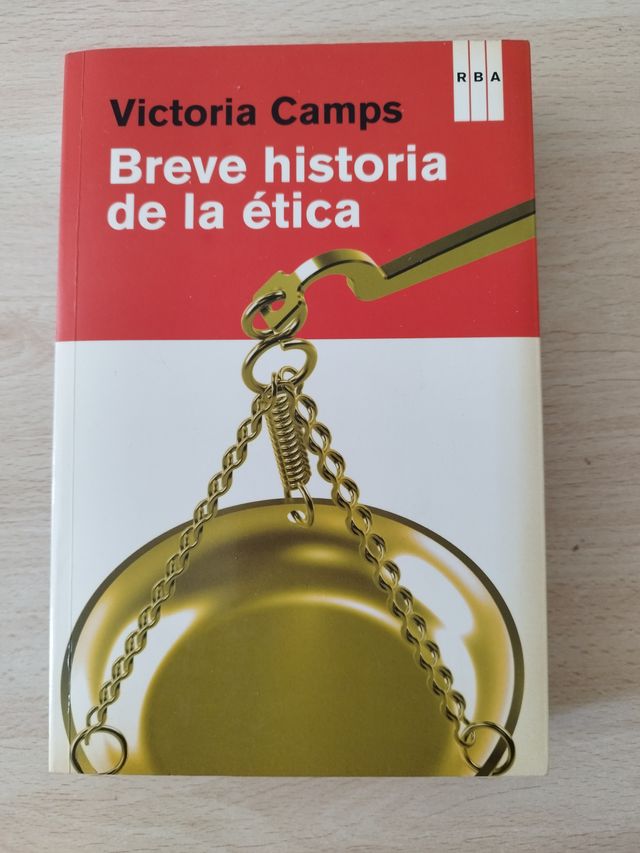 RBA
Victoria Camps
Breve historia
de la ética